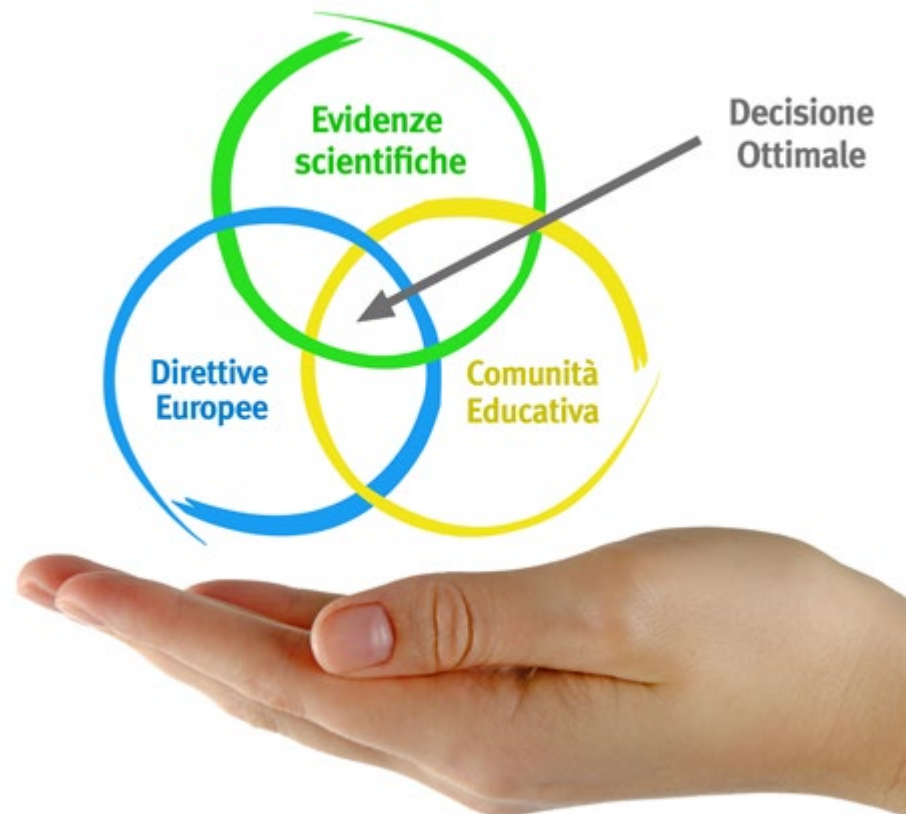 Evidenze
scientifiche
Decisione
Ottimale
Direttive
Europee
Comunità
Educativa